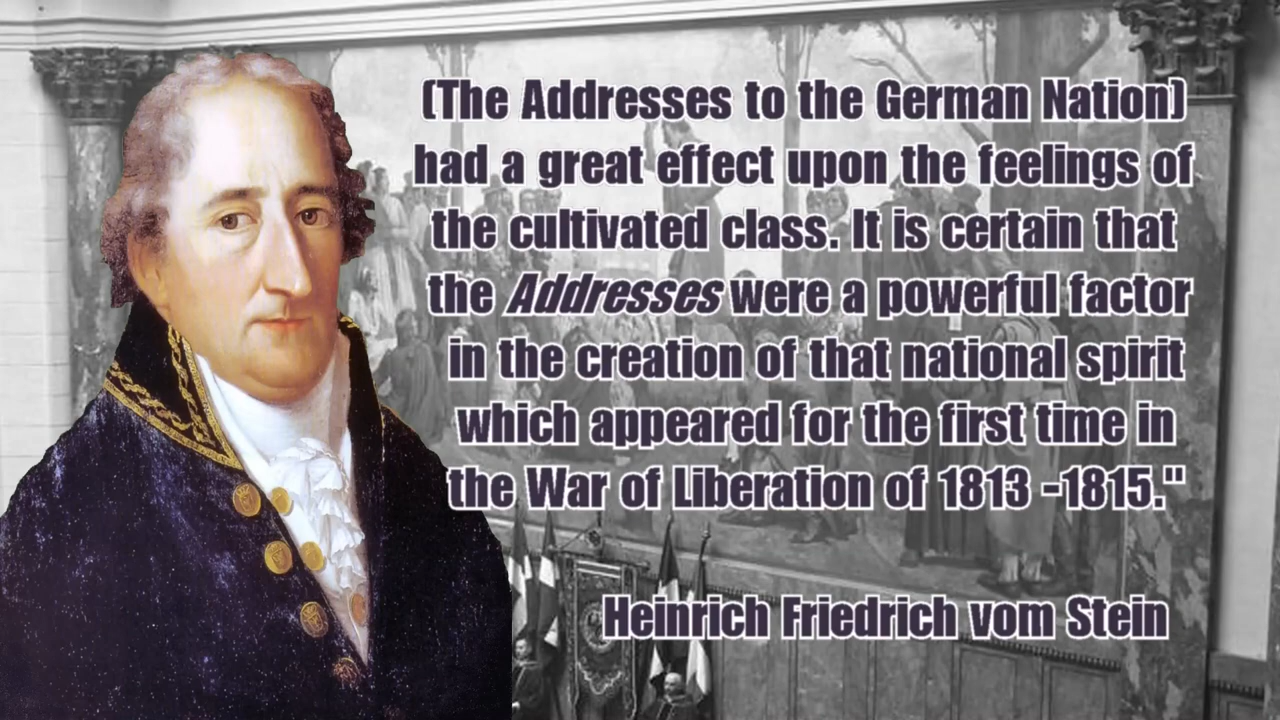 (The Addresses to the German Nation)
had a great effect upon the feelings of
the cultivated class. It is certain that
the Addresses were a powerful factor
in the creation of that national spirit
which appeared for the first time in
the War of Liberation of 1813 -1815."
Heinrich Friedrich vom Stein